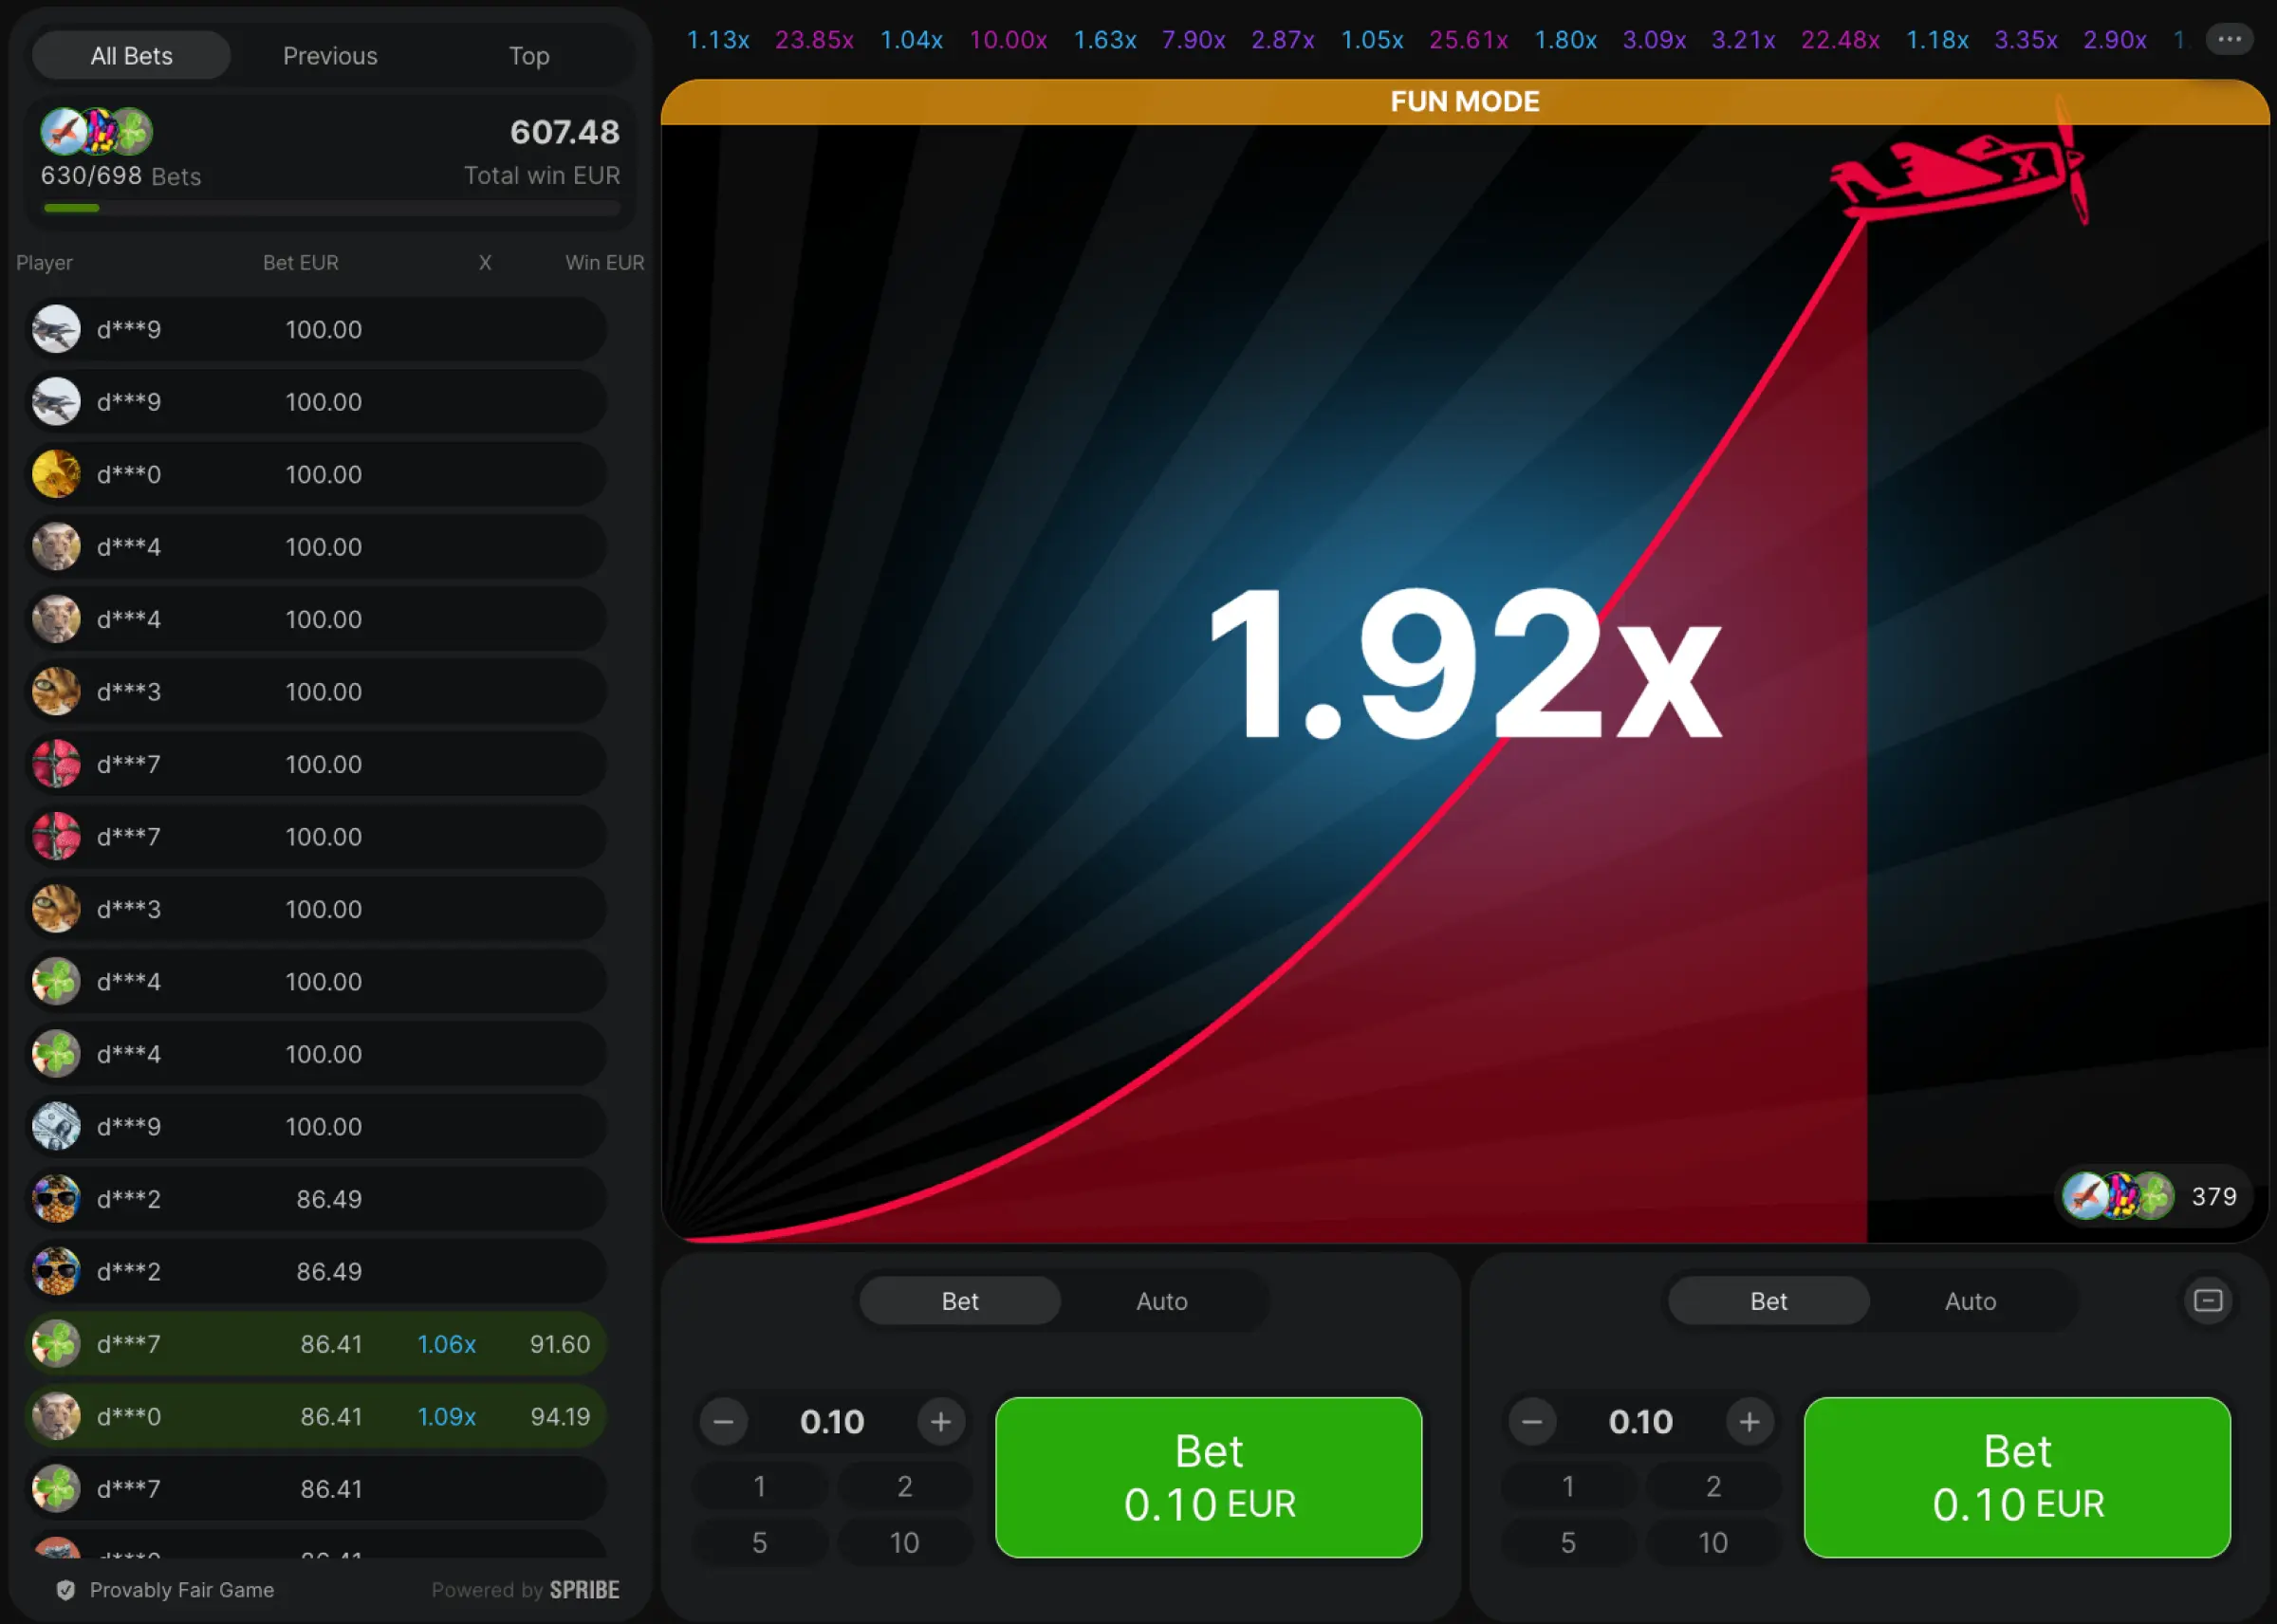 All Bets Previous Top
607.48
630/698 Bets Total win EUR
Player Bet EUR X Win EUR
d***9 100.00
d***9 100.00
d***0 100.00
d***4 100.00
d***4 100.00
d***3 100.00
d***7 100.00
d***7 100.00
d***3 100.00
d***4 100.00
d***4 100.00
d***9 100.00
d***2 86.49
d***2 86.49
d***7 86.41 1.06x 91.60
d***0 86.41 1.09x 94.19
d***7 86.41
Provably Fair Game Powered by SPRIBE
1.13x 23.85x 1.04x 10.00x 1.63x 7.90x 2.87x 1.05x 25.61x 1.80x 3.09x 3.21x 22.48x 1.18x 3.35x 2.90x
FUN MODE
X
1.92x
379
Bet Auto
0.10
1 2
5 10
Bet
0.10 EUR
Bet Auto
0.10
1 2
5 10
Bet
0.10 EUR